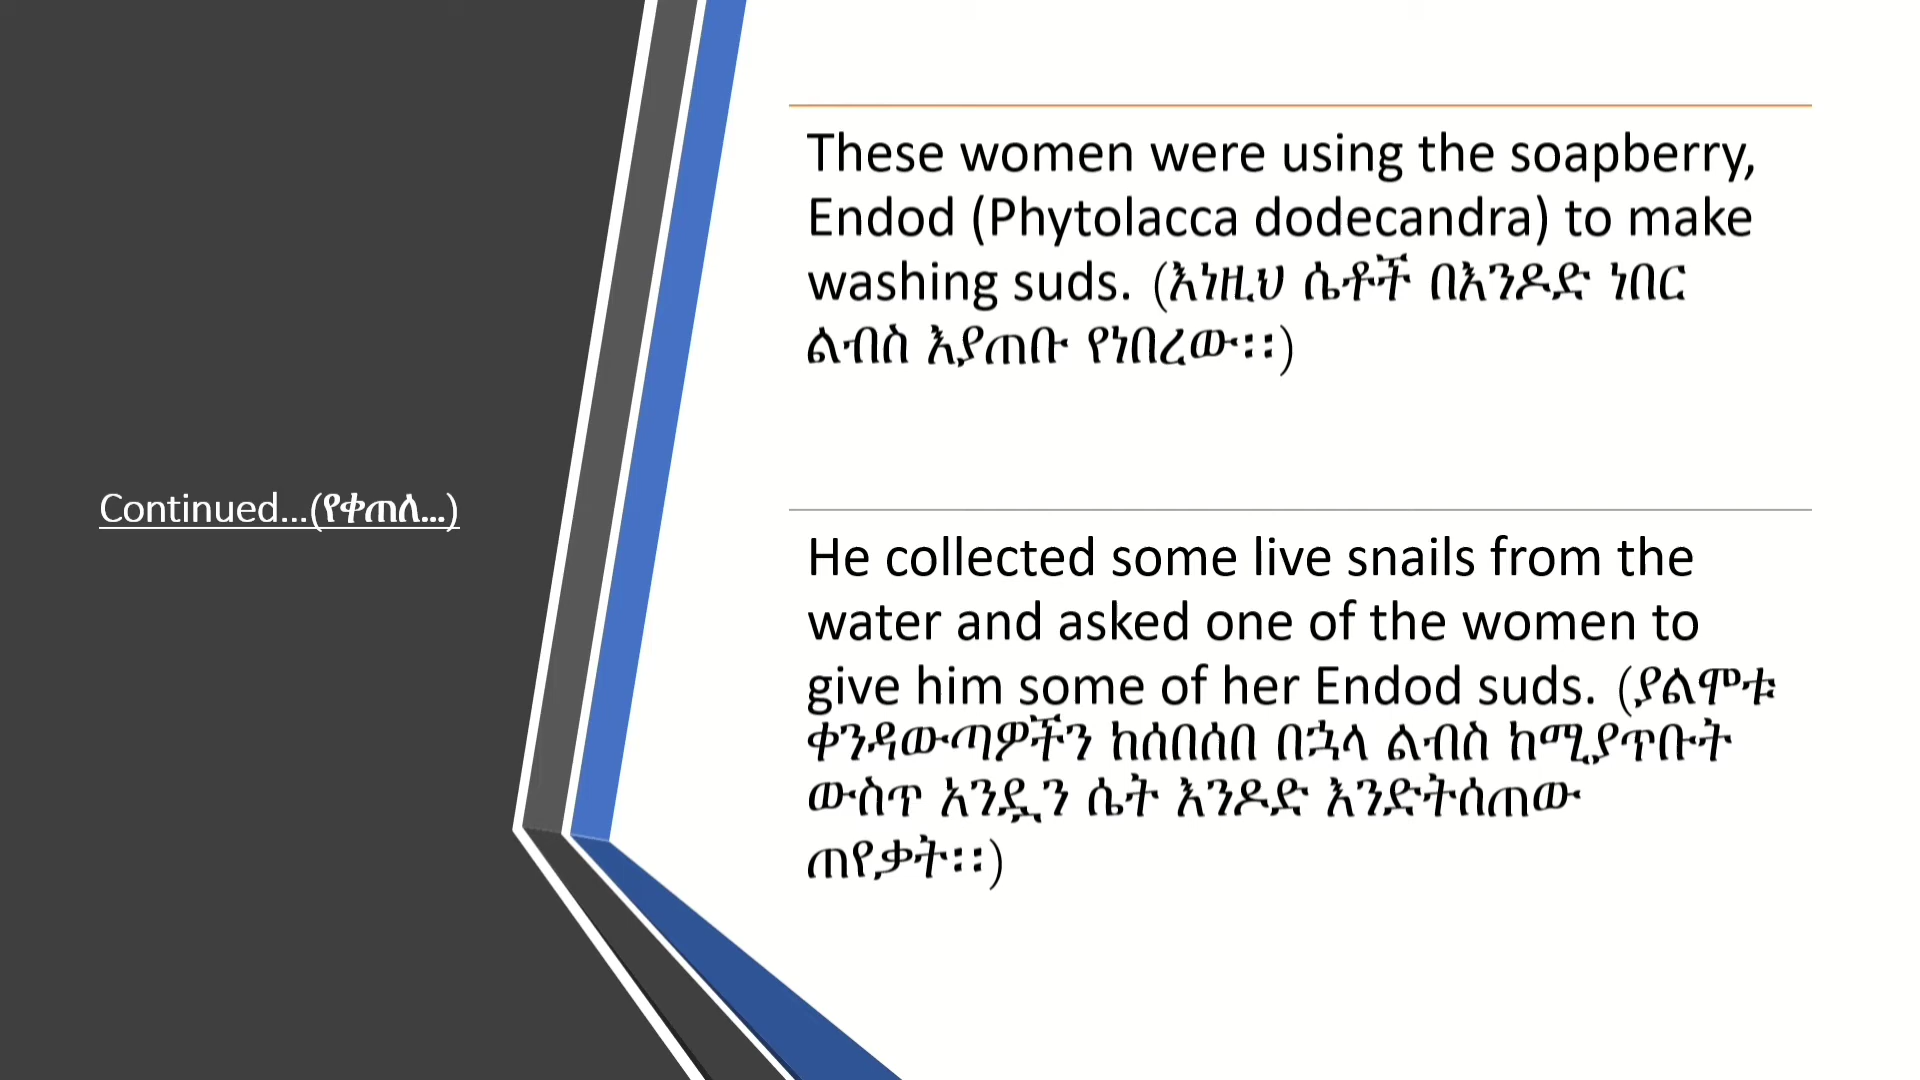 Continued...(የቀጠለ...)
These women were using the soapberry,
Endod (Phytolacca dodecandra) to make
washing suds. (እነዚህ ሴቶች በእንዶድ ነበር
ልብስ እያጠቡ የነበረው፡፡)
He collected some live snails from the
water and asked one of the women to
give him some of her Endod suds. (ያልሞቱ
ቀንዳውጣዎችን ከሰበሰበ በኋላ ልብስ ከሚያጥቡት
ውስጥ አንዷን ሴት እንዶድ እንድትሰጠው
ጠየቃት፡፡)